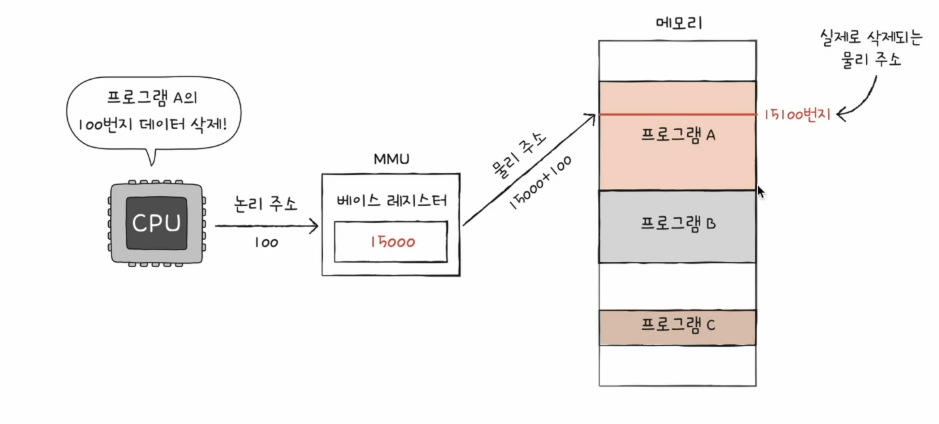 메모리
실제로 삭제되는
물리 주소
프로그램 A의
100번지 데이터 삭제!
15100번지
프로그램 A
MMU
물리 주소
15000+100
베이스 레지스터
논리 주소
CPU
100
15000
프로그램 B
프로그램 C